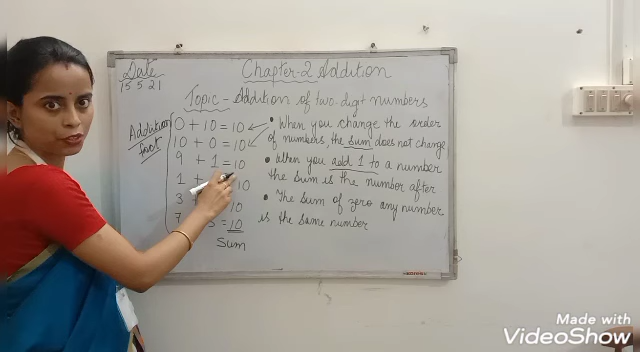 Date
15 5 21
Chapter-2 Addition
Topic - Addition of two-digit numbers
Addition fact
0 + 10 = 10
10 + 0 = 10
9 + 1 = 10
1 + 10
3 10
7 = 10
Sum
• When you change the order
of numbers, the sum does not change
• When you add 1 to a number
the sum is the number after
• The sum of zero any number
is the same number
Made with
VideoShow